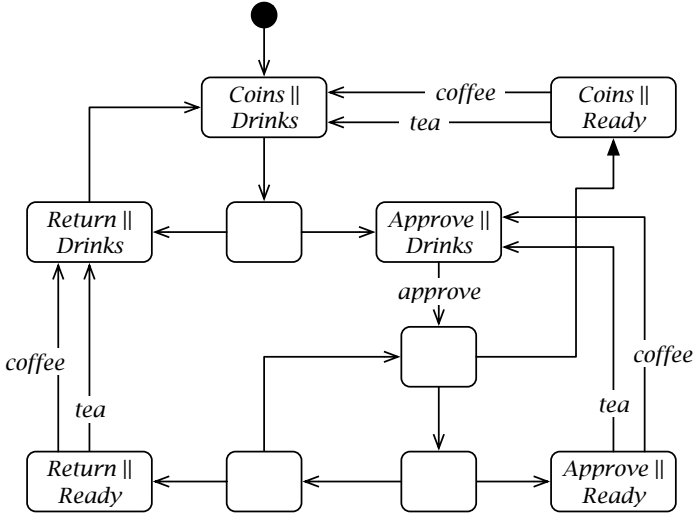 Coins ||
Drinks
coffee
tea
Coins ||
Ready
Return ||
Drinks
Approve ||
Drinks
approve
coffee
tea
coffee
tea
Return ||
Ready
Approve ||
Ready